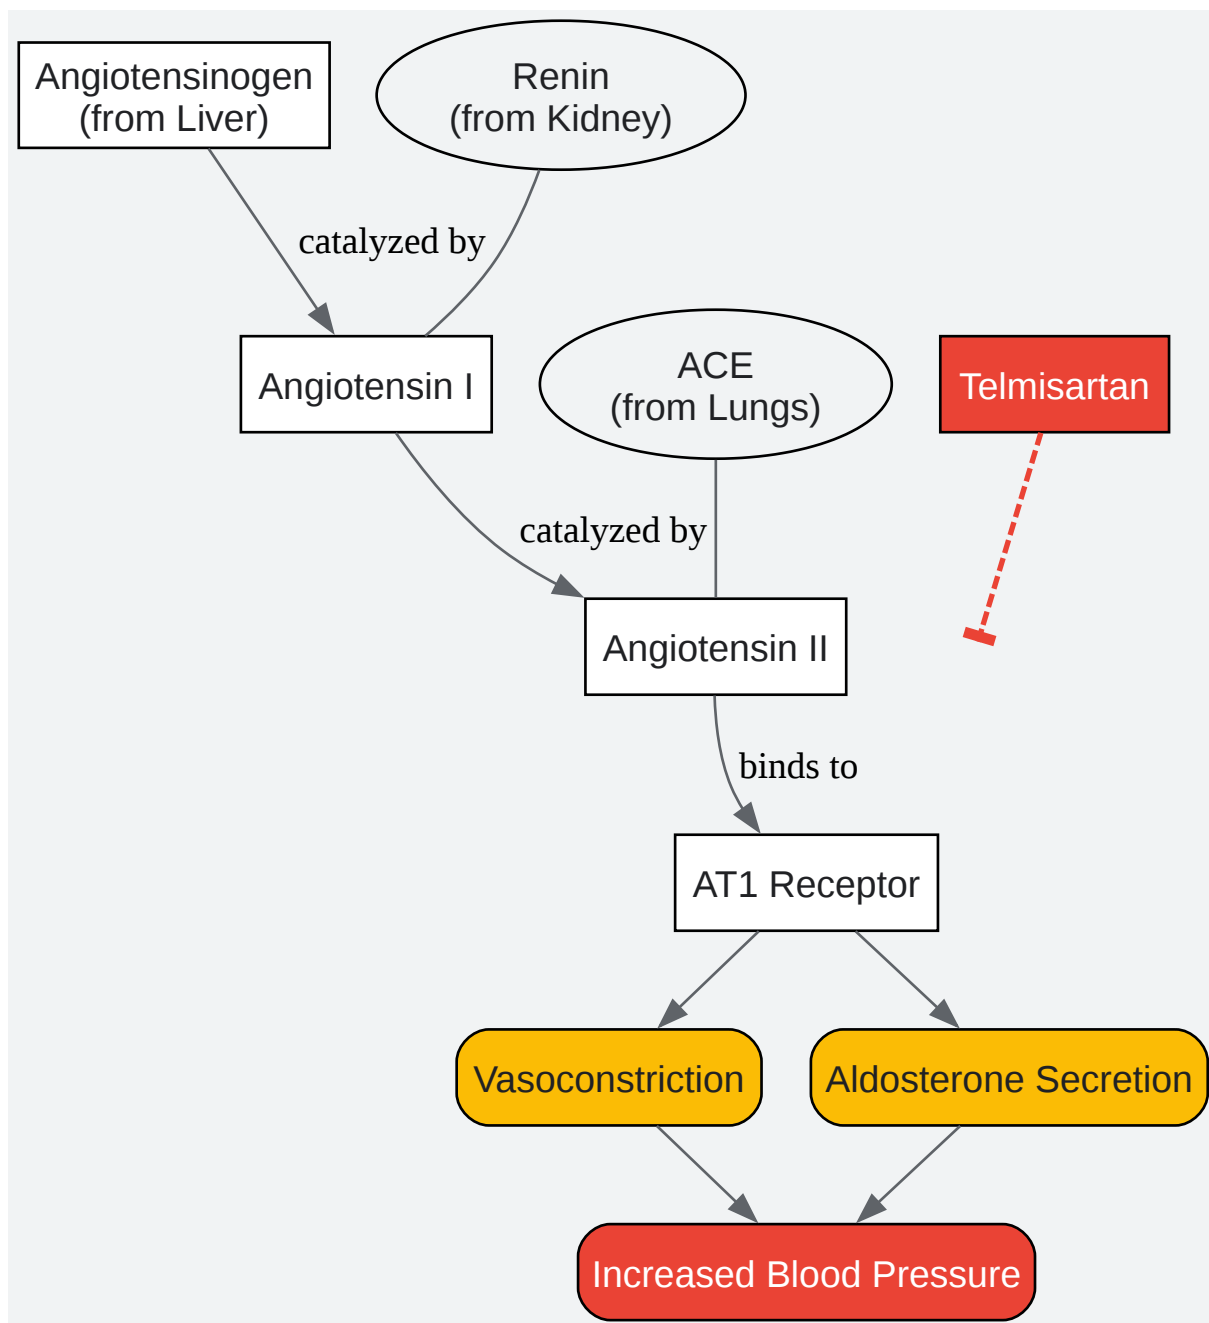 Angiotensinogen
(from Liver)
Renin
(from Kidney)
catalyzed by
Angiotensin I
ACE
(from Lungs)
Telmisartan
catalyzed by
Angiotensin II
binds to
AT1 Receptor
Vasoconstriction
Aldosterone Secretion
Increased Blood Pressure